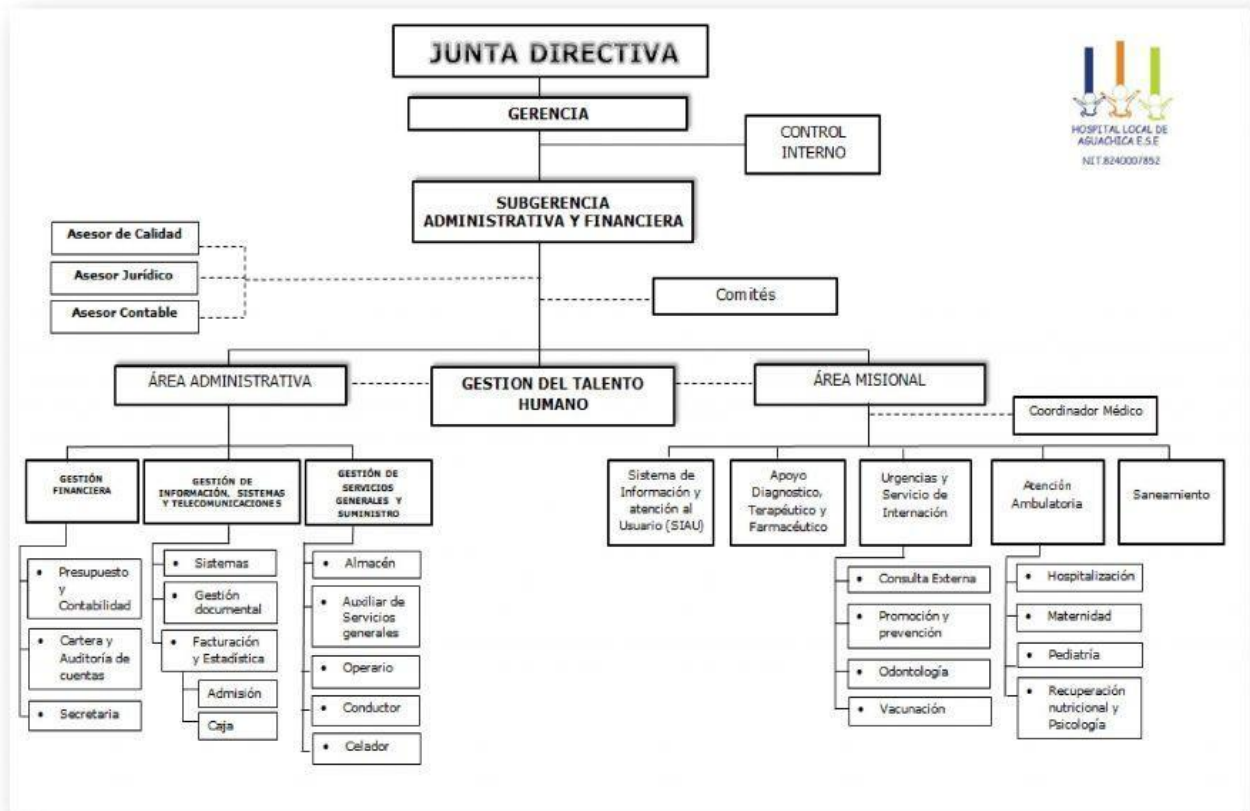 JUNTA DIRECTIVA
GERENCIA
CONTROL
INTERNO
HOSPITAL LOCAL DE
AGUACHICA E.S.E
NIT.8240007892
SUBGERENCIA
ADMINISTRATIVA Y FINANCIERA
Asesor de Calidad
Asesor Jurídico
Asesor Contable
Comités
ÁREA ADMINISTRATIVA
GESTION DEL TALENTO
HUMANO
ÁREA MISIONAL
Coordinador Médico
GESTIÓN
FINANCIERA
GESTIÓN DE
INFORMACIÓN, SISTEMAS
Y TELECOMUNICACIONES
GESTIÓN DE
SERVICIOS
GENERALES Y
SUMINISTRO
Sistema de
Información y
atención al
Usuario (SIAU)
Apoyo
Diagnostico,
Terapéutico y
Farmacéutico
Urgencias y
Servicio de
Internación
Atención
Ambulatoria
Saneamiento
• Presupuesto
y
Contabilidad
• Cartera y
Auditoría de
cuentas
• Secretaria
• Sistemas
• Gestión
documental
• Facturación
y Estadística
Admisión
Caja
• Almacén
• Auxiliar de
Servicios
generales
• Operario
• Conductor
• Celador
• Consulta Externa
• Promoción y
prevención
• Odontología
• Vacunación
• Hospitalización
• Maternidad
• Pediatría
• Recuperación
nutricional y
Psicología